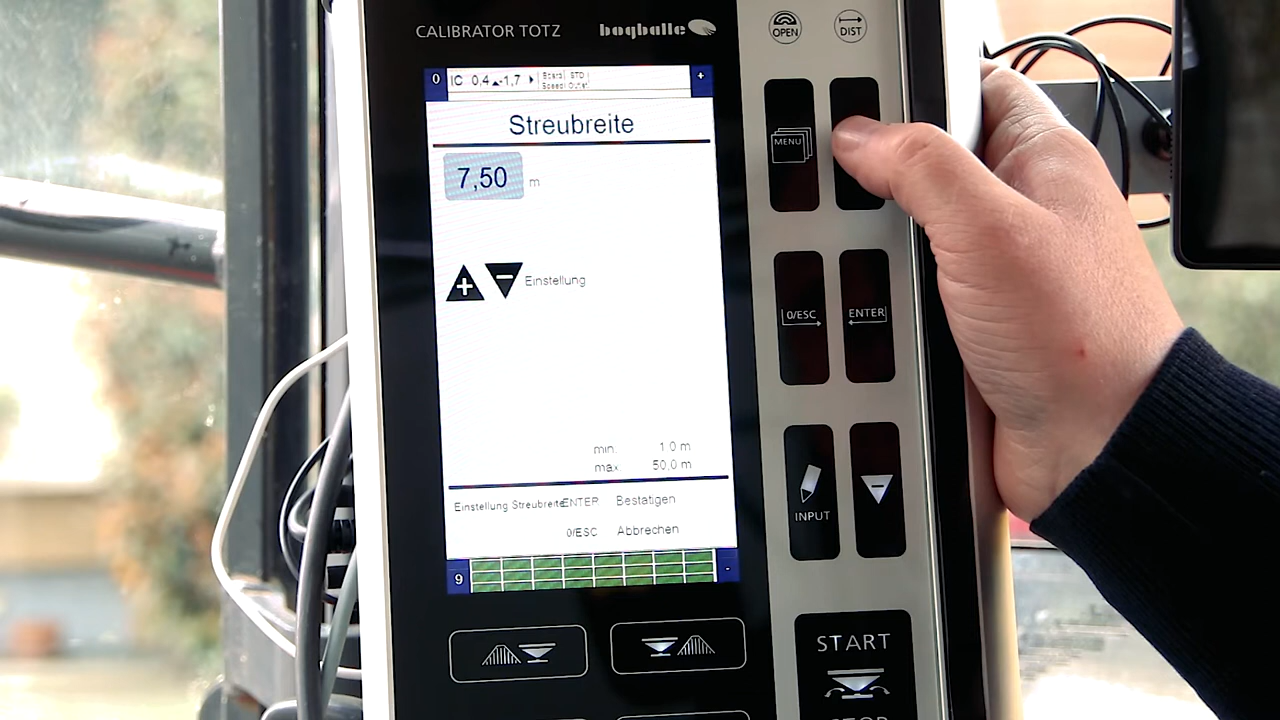 CALIBRATOR TOTZ bogballe
OPEN DIST
0 IC 0,4 -1,7 +
Streubreite
7,50 m
MENU
+ - Einstellung
0/ESC ENTER
min. 1.0 m
max 50,0 m
Einstellung Streubreite ENTER Bestatigen
0/ESC Abbrechen
INPUT
9 -
START